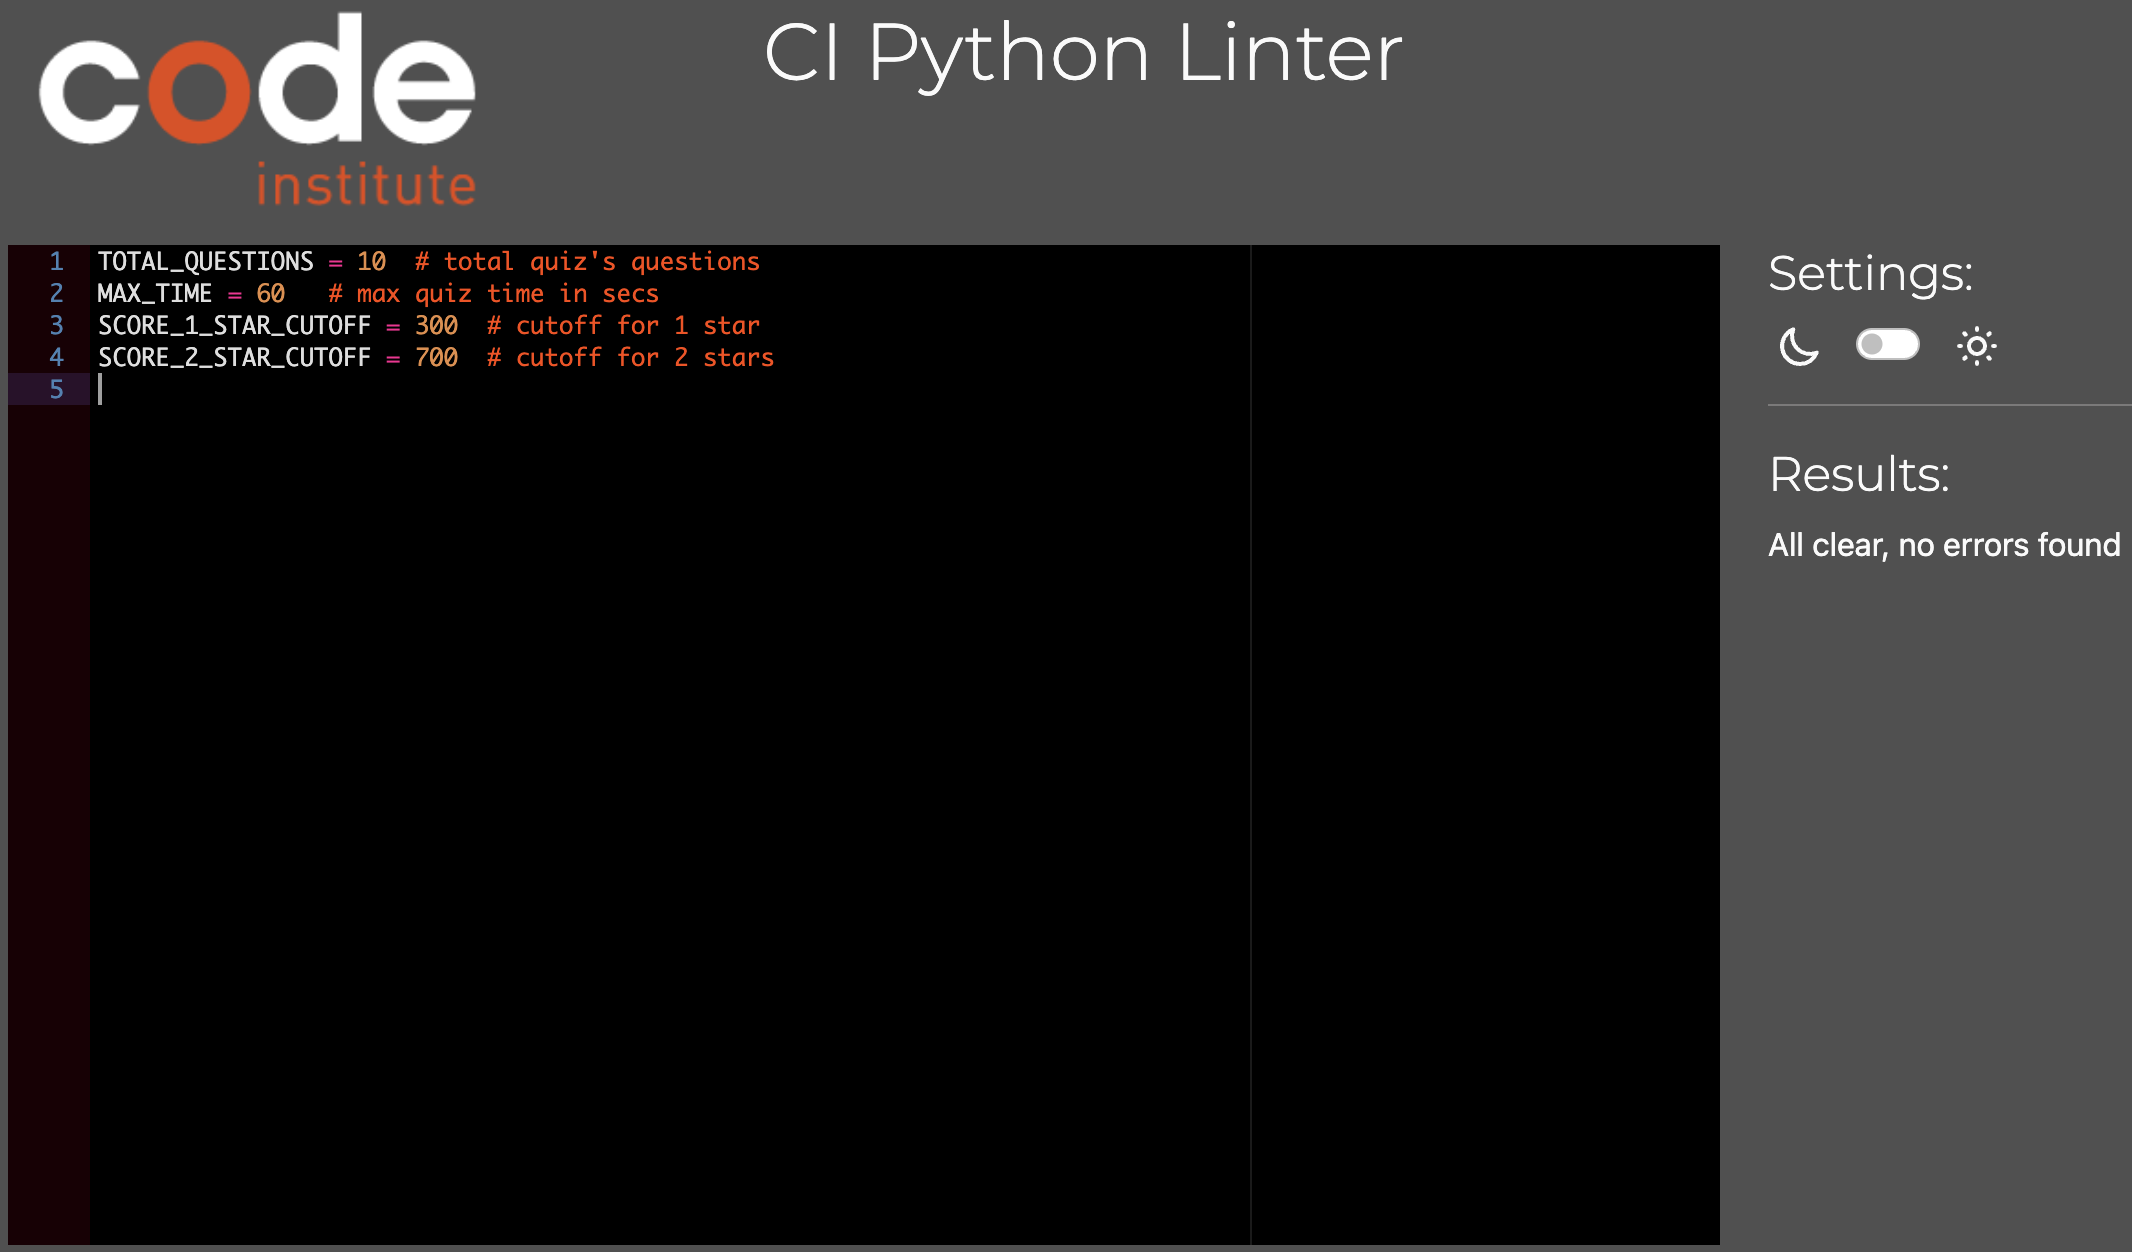 code
institute
CI Python Linter
1 TOTAL_QUESTIONS = 10  # total quiz's questions
2 MAX_TIME = 60   # max quiz time in secs
3 SCORE_1_STAR_CUTOFF = 300  # cutoff for 1 star
4 SCORE_2_STAR_CUTOFF = 700  # cutoff for 2 stars
5
Settings:
Results:
All clear, no errors found